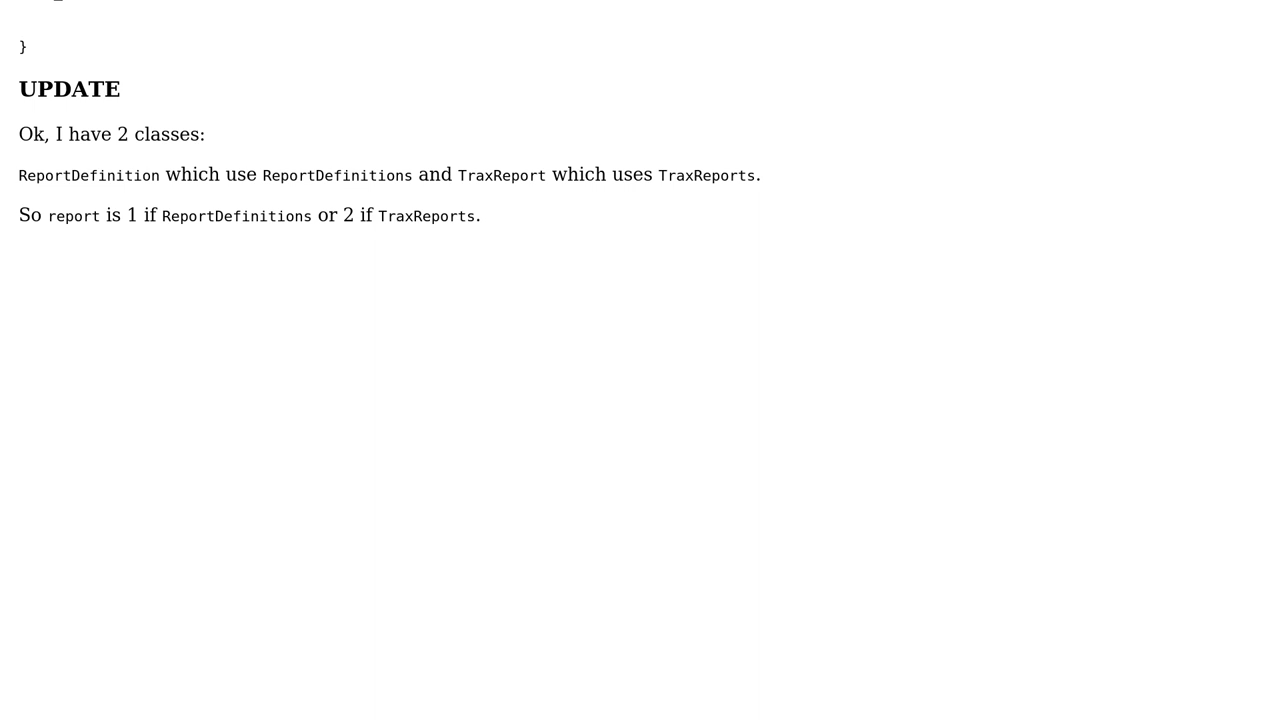 }
UPDATE
Ok, I have 2 classes:
ReportDefinition which use ReportDefinitions and TraxReport which uses TraxReports.
So report is 1 if ReportDefinitions or 2 if TraxReports.